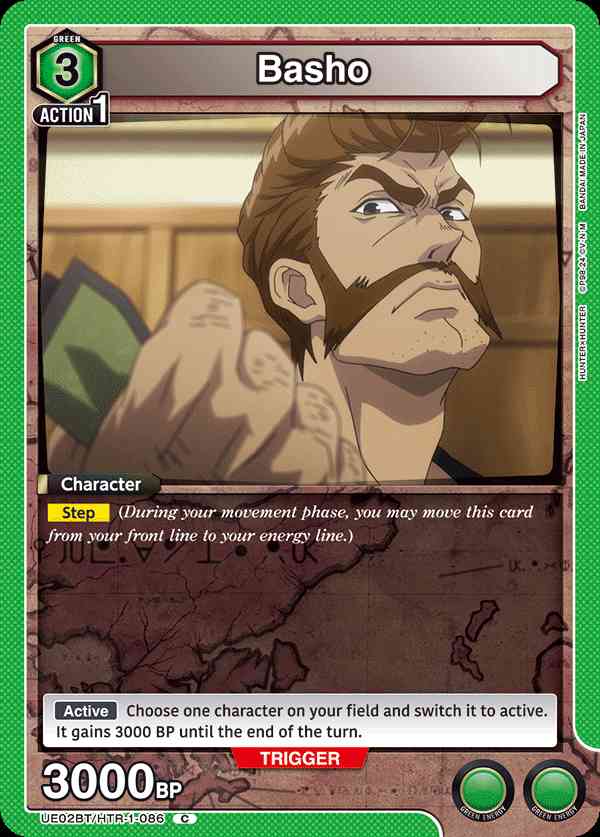 GREEN
3
Basho
ACTION 1
HUNTER×HUNTER ©P98-24 ©V･N･M BANDAI MADE IN JAPAN
Character
Step (During your movement phase, you may move this card
from your front line to your energy line.)
Active Choose one character on your field and switch it to active.
It gains 3000 BP until the end of the turn.
TRIGGER
3000BP
GREEN ENERGY
GREEN ENERGY
UE02BT/HTR-1-086 C